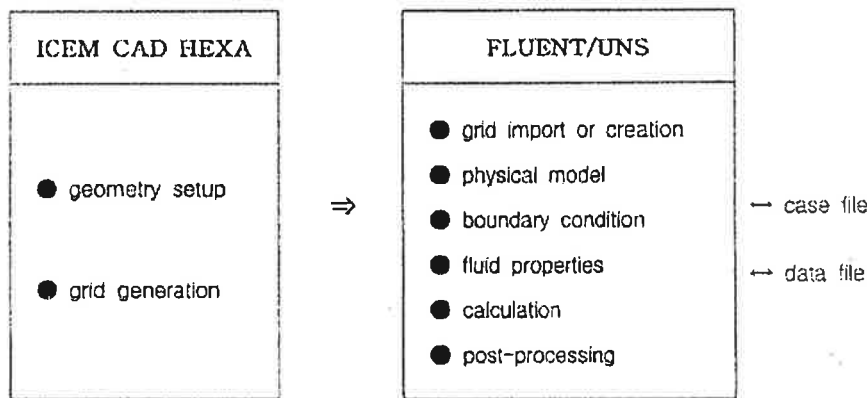 ICEM CAD HEXA
● geometry setup
● grid generation
⇒
FLUENT/UNS
● grid import or creation
● physical model
● boundary condition
● fluid properties
● calculation
● post-processing
↔ case file
↔ data file